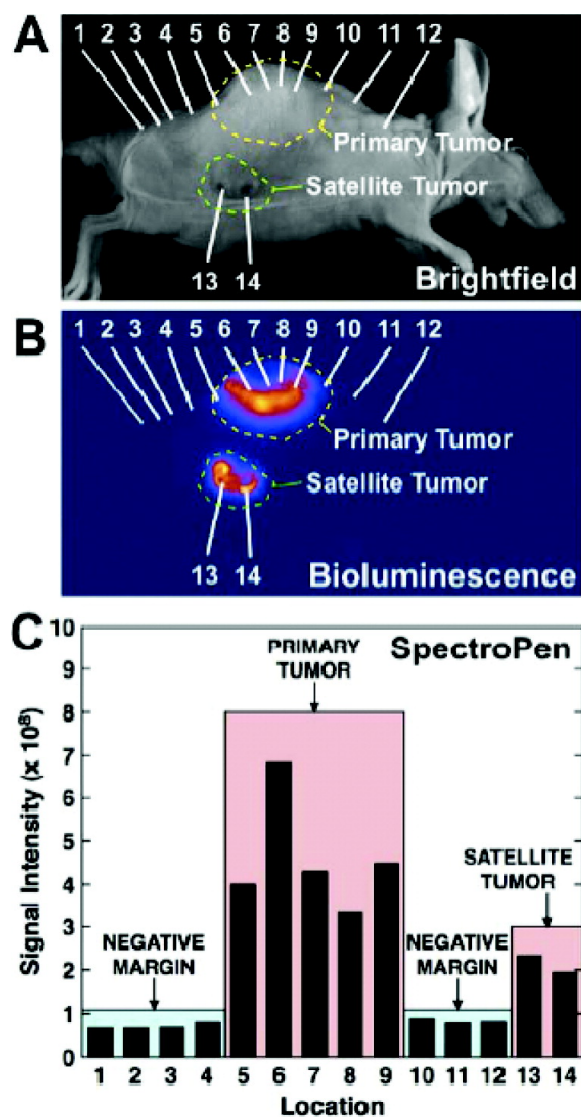 A
1 2 3 4 5 6 7 8 9 10 11 12
Primary Tumor
Satellite Tumor
13 14
Brightfield
B
1 2 3 4 5 6 7 8 9 10 11 12
Primary Tumor
Satellite Tumor
13 14
Bioluminescence
C
SpectroPen
PRIMARY
TUMOR
SATELLITE
TUMOR
NEGATIVE
MARGIN
NEGATIVE
MARGIN
Signal Intensity (x 10⁸)
10
9
8
7
6
5
4
3
2
1
0
1 2 3 4 5 6 7 8 9 10 11 12 13 14
Location